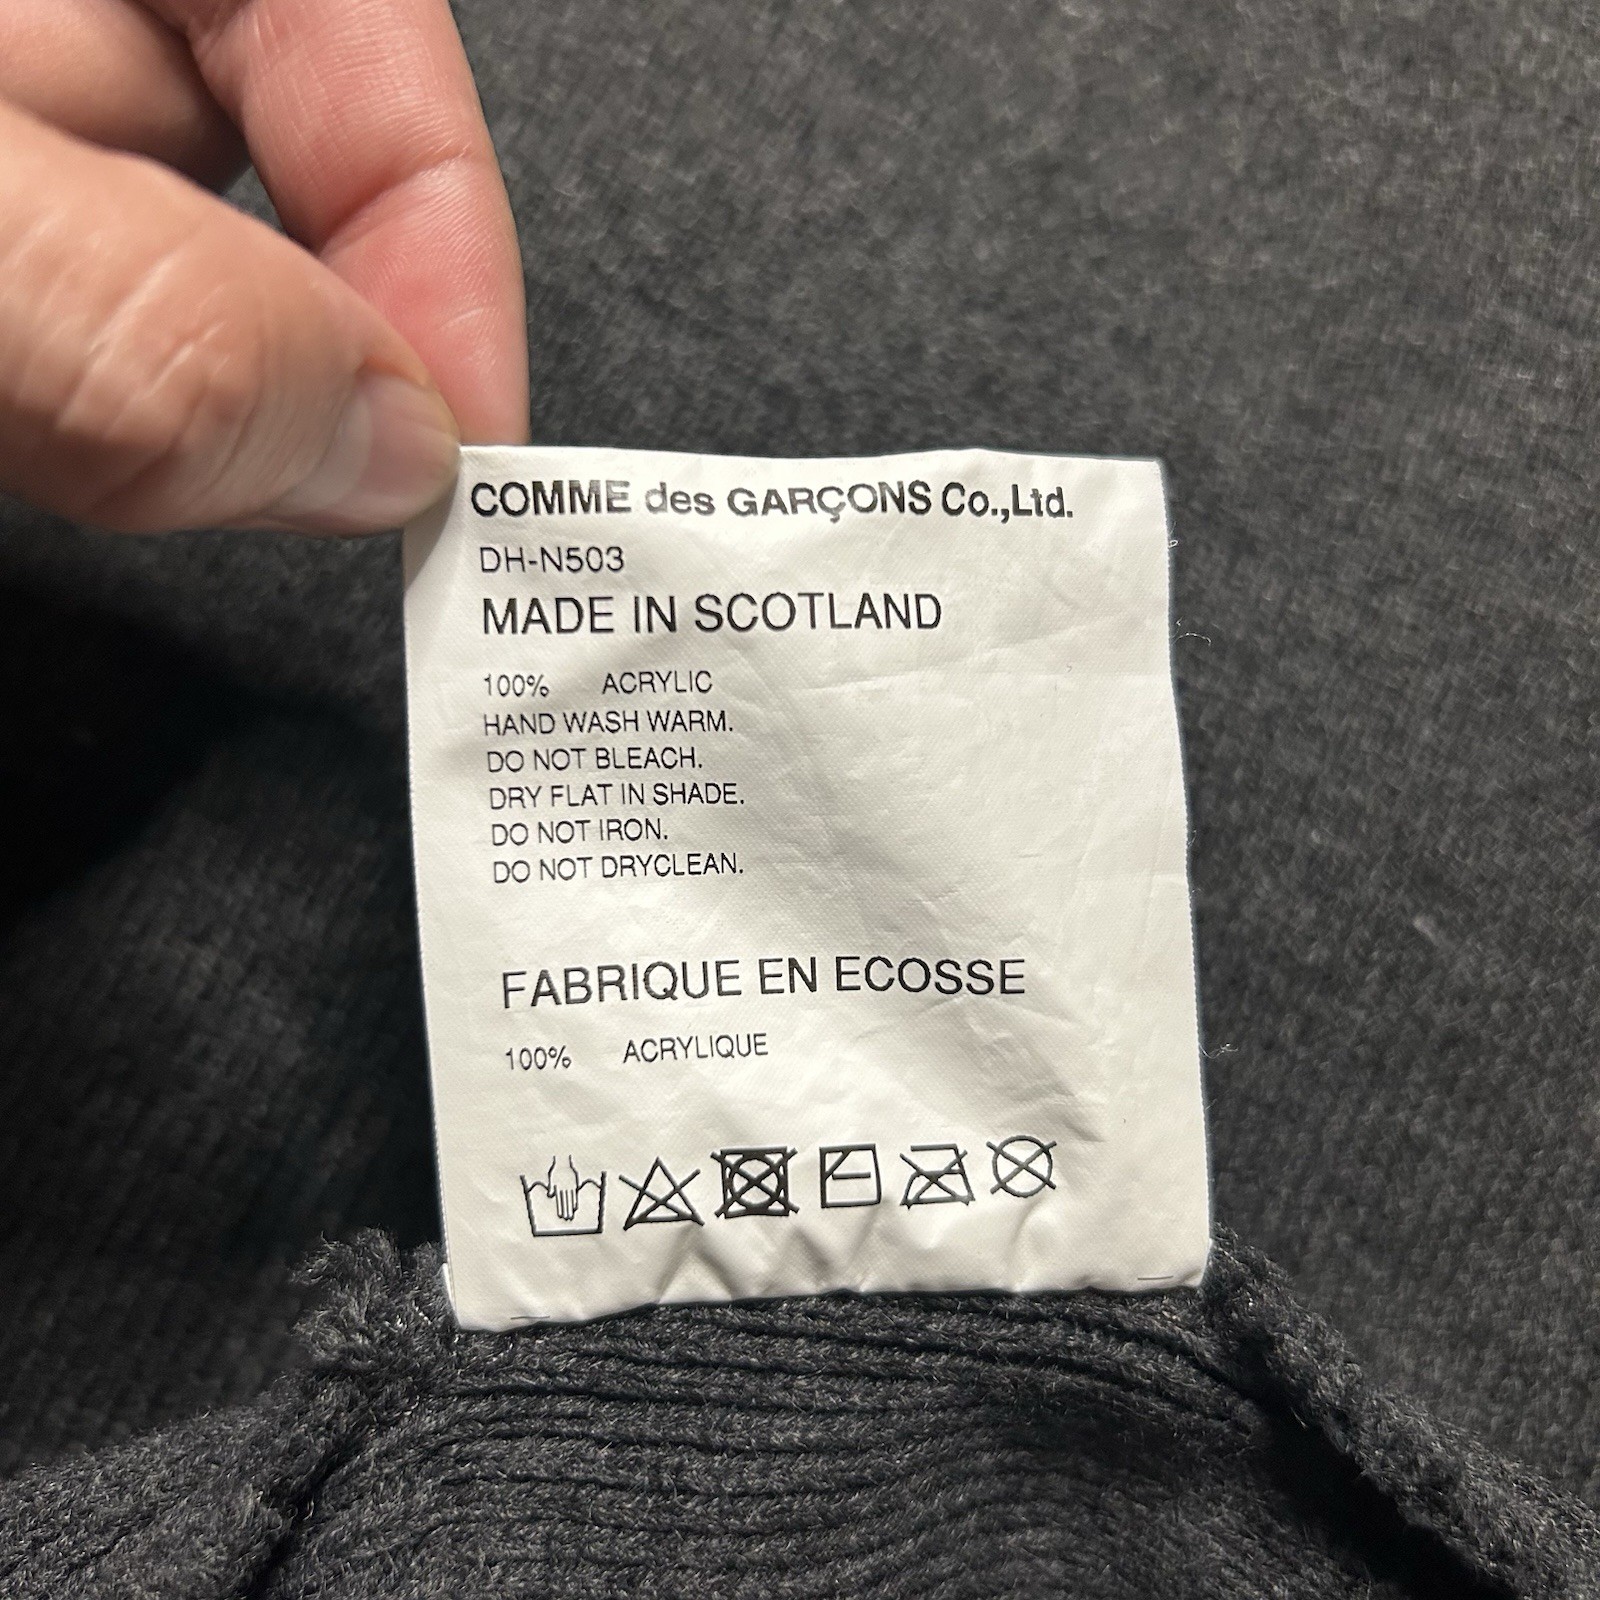 COMME des GARÇONS Co.,Ltd.
DH-N503
MADE IN SCOTLAND
100% ACRYLIC
HAND WASH WARM.
DO NOT BLEACH.
DRY FLAT IN SHADE.
DO NOT IRON.
DO NOT DRYCLEAN.
FABRIQUE EN ECOSSE
100% ACRYLIQUE